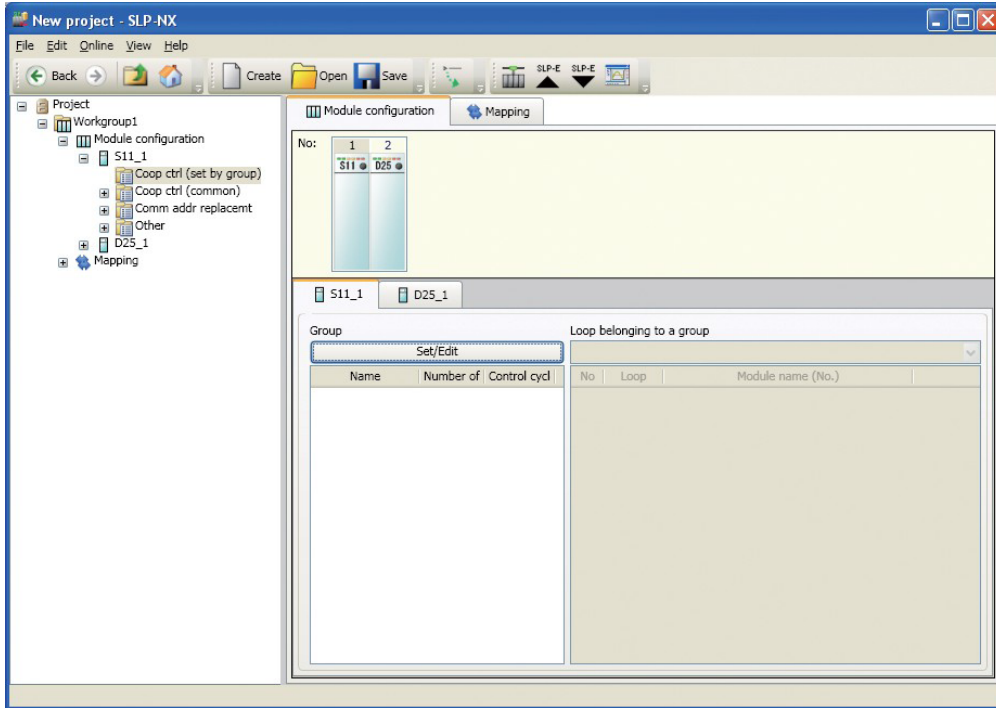 New project - SLP-NX
File Edit Online View Help
Back Create Open Save SLP-E SLP-E
Project
Workgroup1
Module configuration
S11_1
Coop ctrl (set by group)
Coop ctrl (common)
Comm addr replacemt
Other
D25_1
Mapping
Module configuration Mapping
No: 1 2
S11 D25
S11_1 D25_1
Group Loop belonging to a group
Set/Edit
Name Number of Control cycl No Loop Module name (No.)